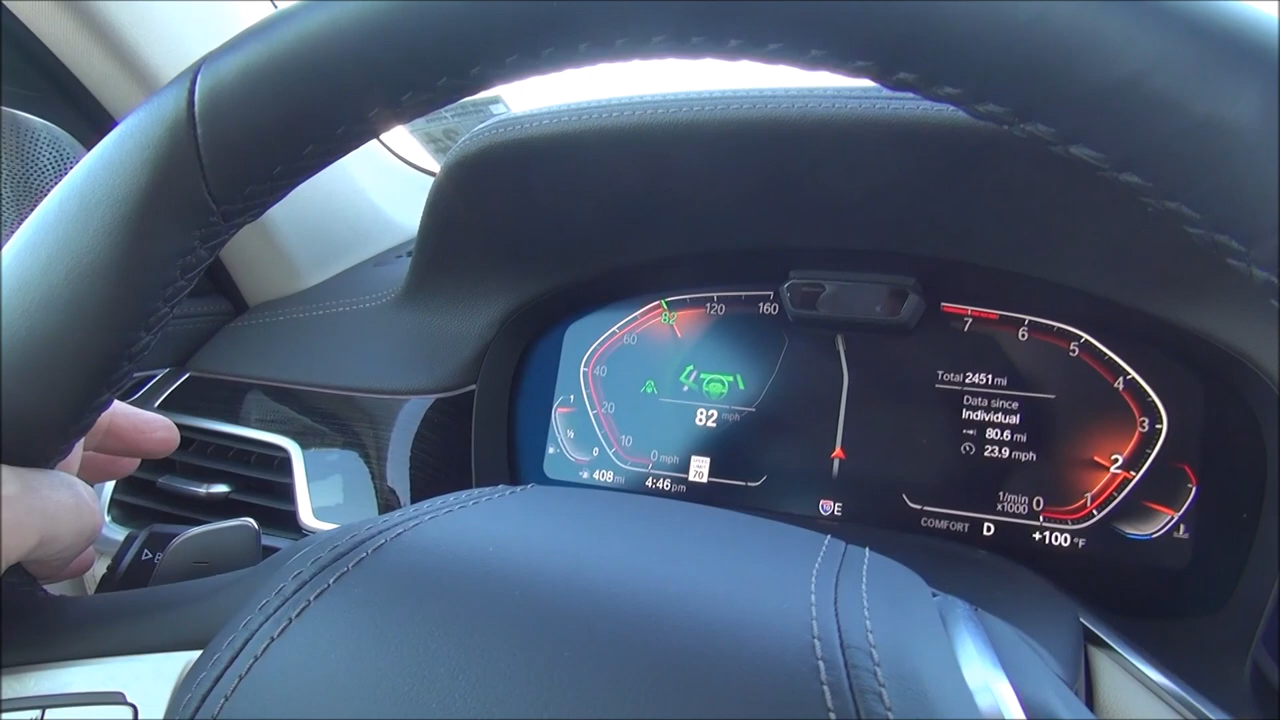 82
120
160
60
40
20
10
0 mph
82 mph
1
½
0
408 mi
4:46 pm
SPEED LIMIT 70
E
Total 2451 mi
Data since
Individual
80.6 mi
23.9 mph
7
6
5
4
3
2
1
0
1/min
x1000
COMFORT D +100 °F